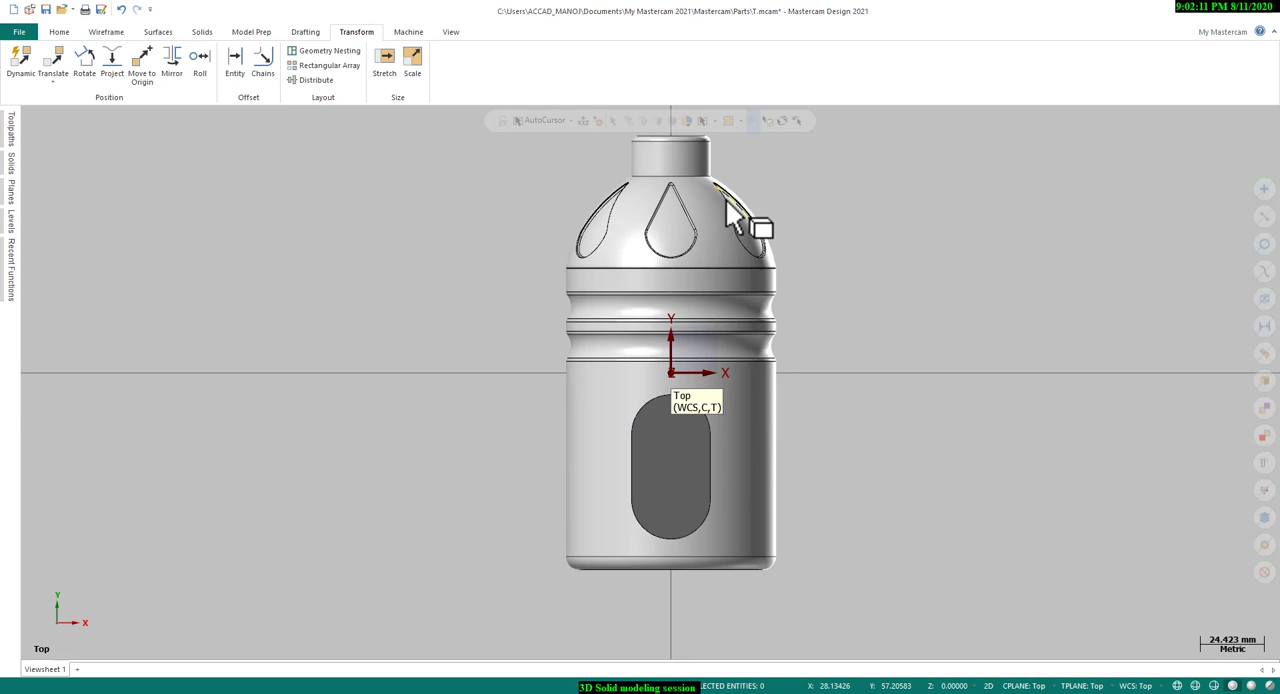 C:\Users\ACCAD_MANOJ\Documents\My Mastercam 2021\Mastercam\Parts\T.mcam* - Mastercam Design 2021
9:02:11 PM 8/11/2020
File Home Wireframe Surfaces Solids Model Prep Drafting Transform Machine View
My Mastercam
Dynamic Translate Rotate Project Move to Origin Mirror Roll
Position
Entity Chains
Offset
Geometry Nesting
Rectangular Array
Distribute
Layout
Stretch Scale
Size
AutoCursor
Toolpaths
Solids
Planes
Levels
Recent Functions
Y
X
Z
Top
(WCS,C,T)
Y
X
Top
24.423 mm
Metric
Viewsheet 1 +
3D Solid modeling session
LECTED ENTITIES: 0 X: 28.13426 Y: 57.20583 Z: 0.00000 2D CPLANE: Top TPLANE: Top WCS: Top